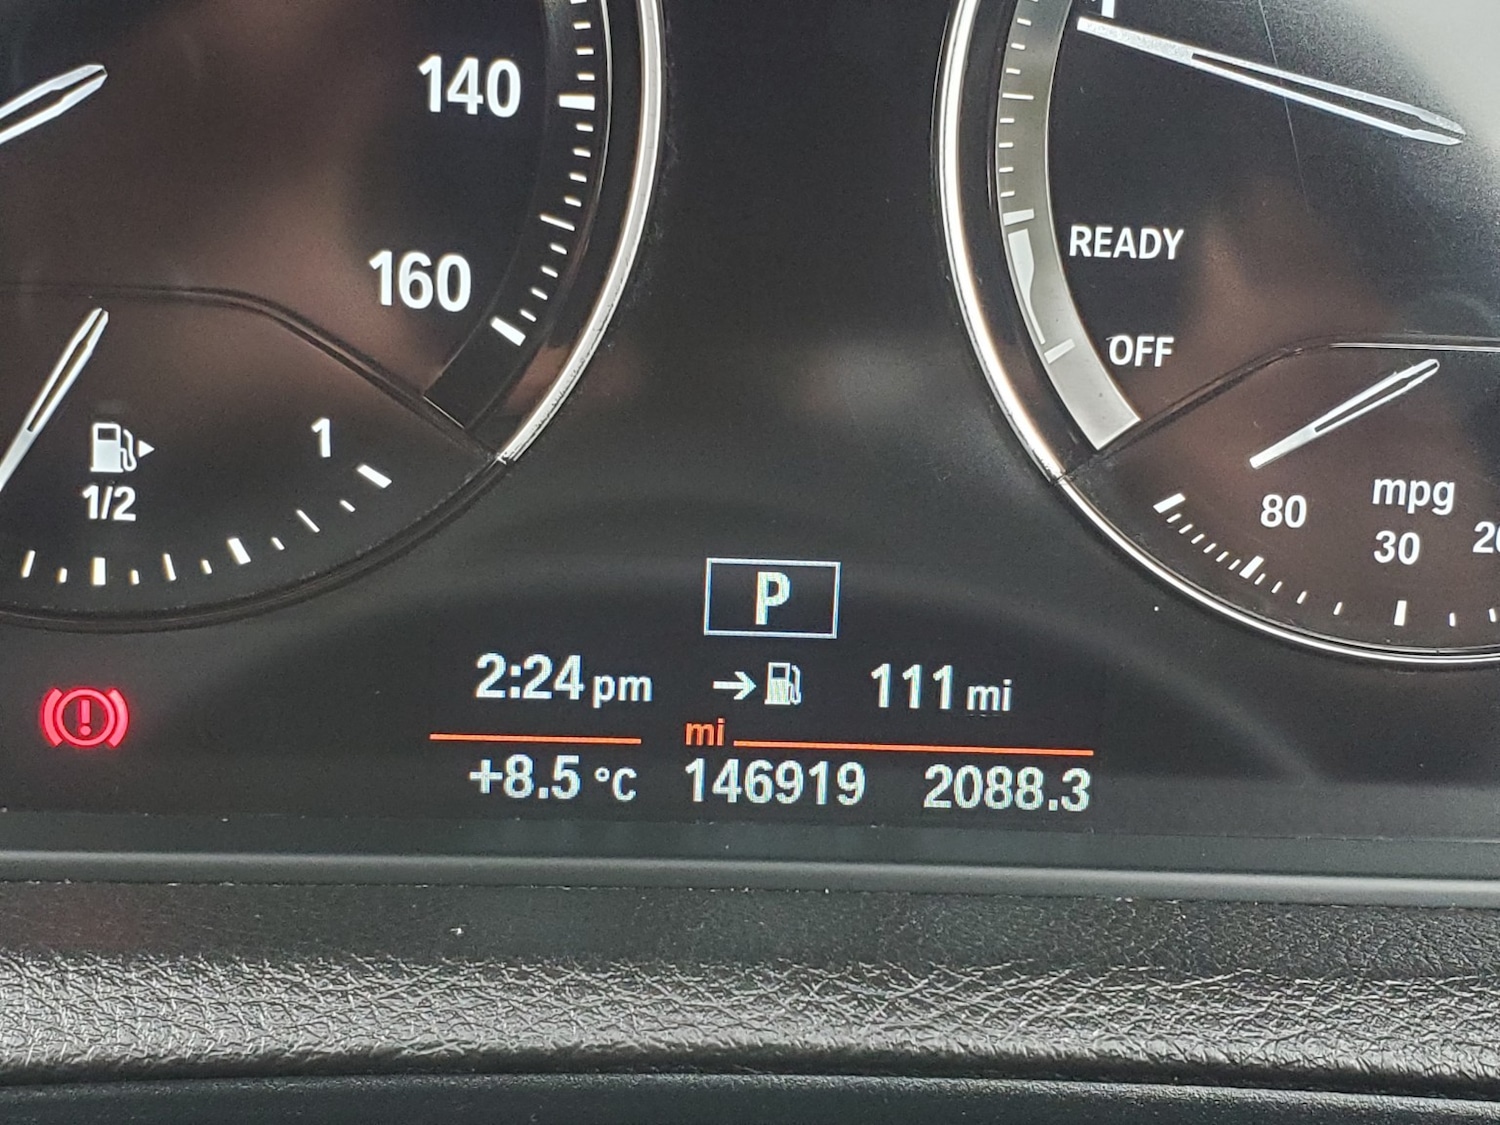 140
160
READY
OFF
1
1/2
80
mpg
30
P
2:24 pm → 111 mi
mi
+8.5 °C 146919 2088.3